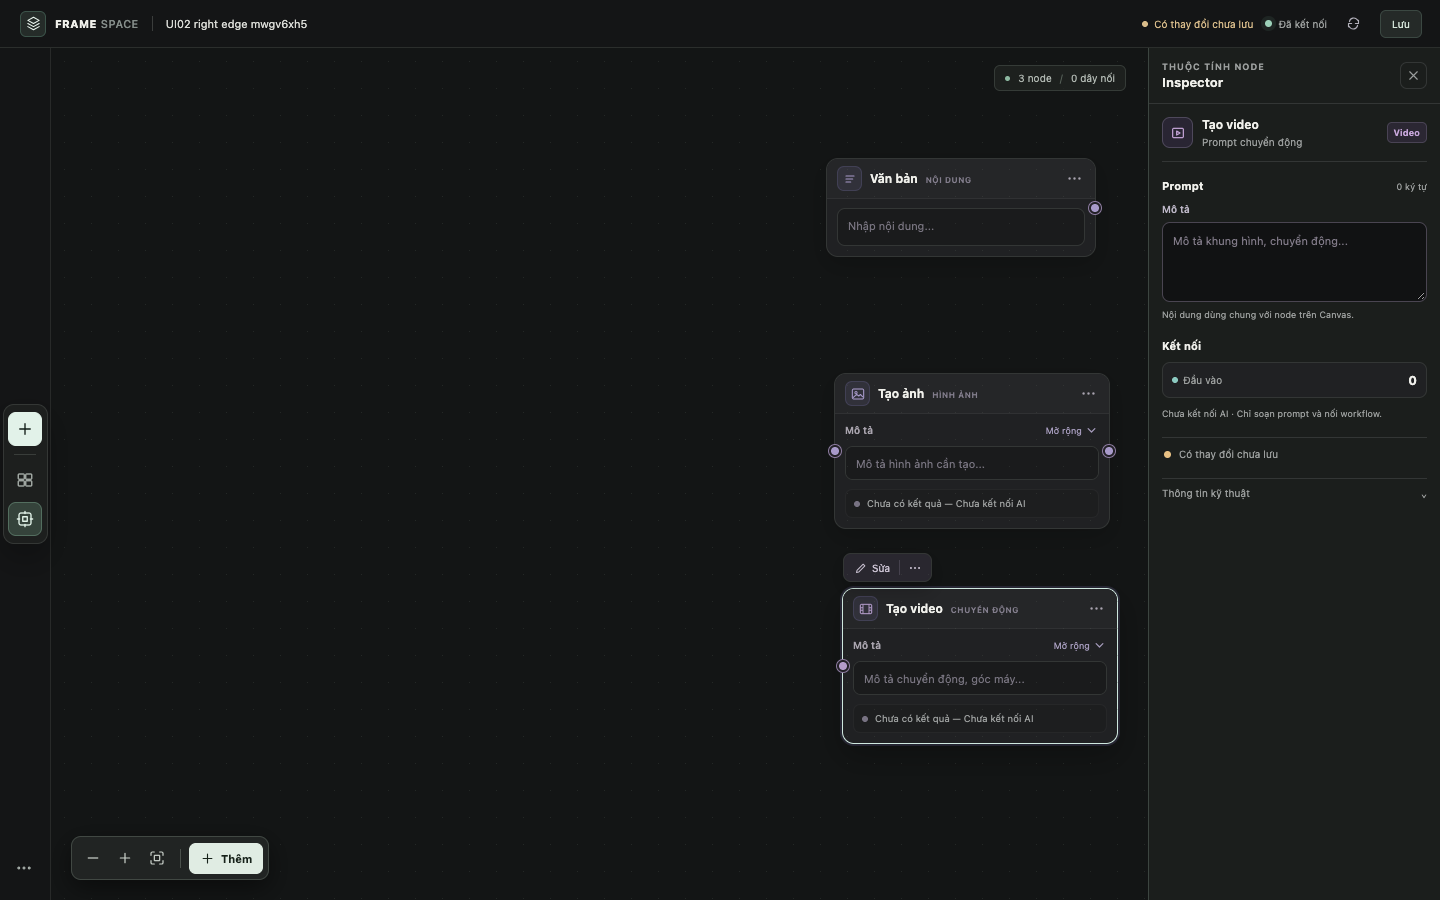 FRAME SPACE
UI02 right edge mwgv6xh5
Có thay đổi chưa lưu
Đã kết nối
Lưu
3 node / 0 dây nối
Văn bản NỘI DUNG
Nhập nội dung...
Tạo ảnh HÌNH ẢNH
Mô tả
Mở rộng
Mô tả hình ảnh cần tạo...
Chưa có kết quả — Chưa kết nối AI
Sửa
Tạo video CHUYỂN ĐỘNG
Mô tả
Mở rộng
Mô tả chuyển động, góc máy...
Chưa có kết quả — Chưa kết nối AI
Thêm
THUỘC TÍNH NODE
Inspector
Tạo video
Prompt chuyển động
Video
Prompt
0 ký tự
Mô tả
Mô tả khung hình, chuyển động...
Nội dung dùng chung với node trên Canvas.
Kết nối
Đầu vào
0
Chưa kết nối AI · Chỉ soạn prompt và nối workflow.
Có thay đổi chưa lưu
Thông tin kỹ thuật